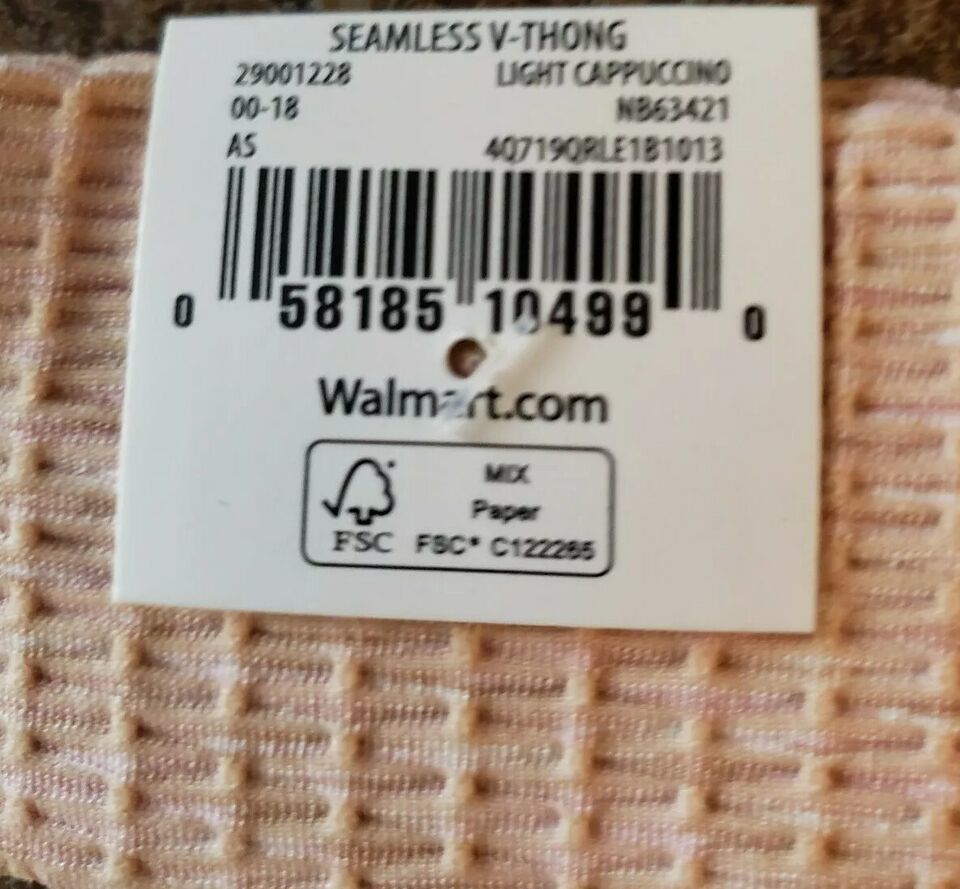 SEAMLESS V-THONG
29001228 LIGHT CAPPUCCINO
00-18 NB63421
AS 4Q719QRLE1B1013
0 58185 10499 0
Walmart.com
MIX
Paper
FSC FSC® C122265